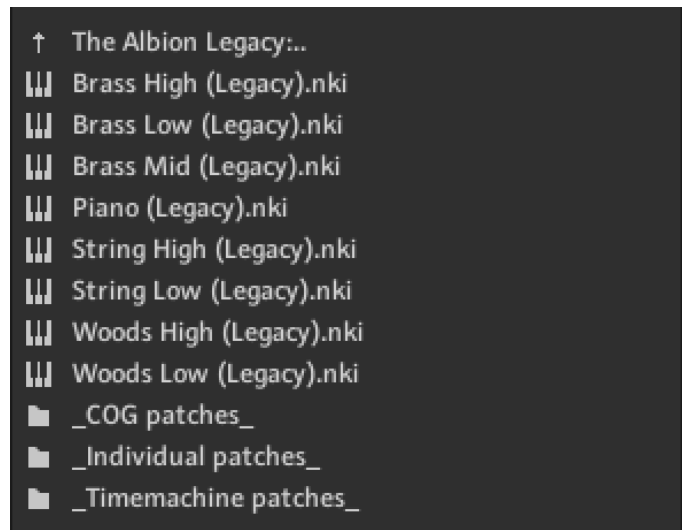 The Albion Legacy:..
Brass High (Legacy).nki
Brass Low (Legacy).nki
Brass Mid (Legacy).nki
Piano (Legacy).nki
String High (Legacy).nki
String Low (Legacy).nki
Woods High (Legacy).nki
Woods Low (Legacy).nki
_COG patches_
_Individual patches_
_Timemachine patches_